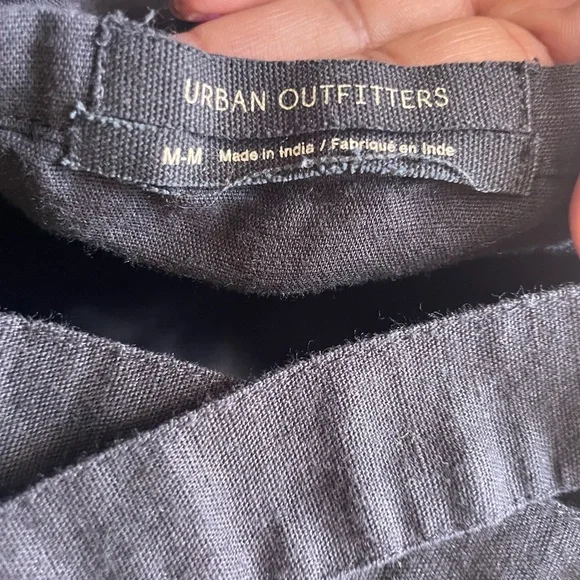 URBAN OUTFITTERS
M-M Made in India / Fabriqué en Inde